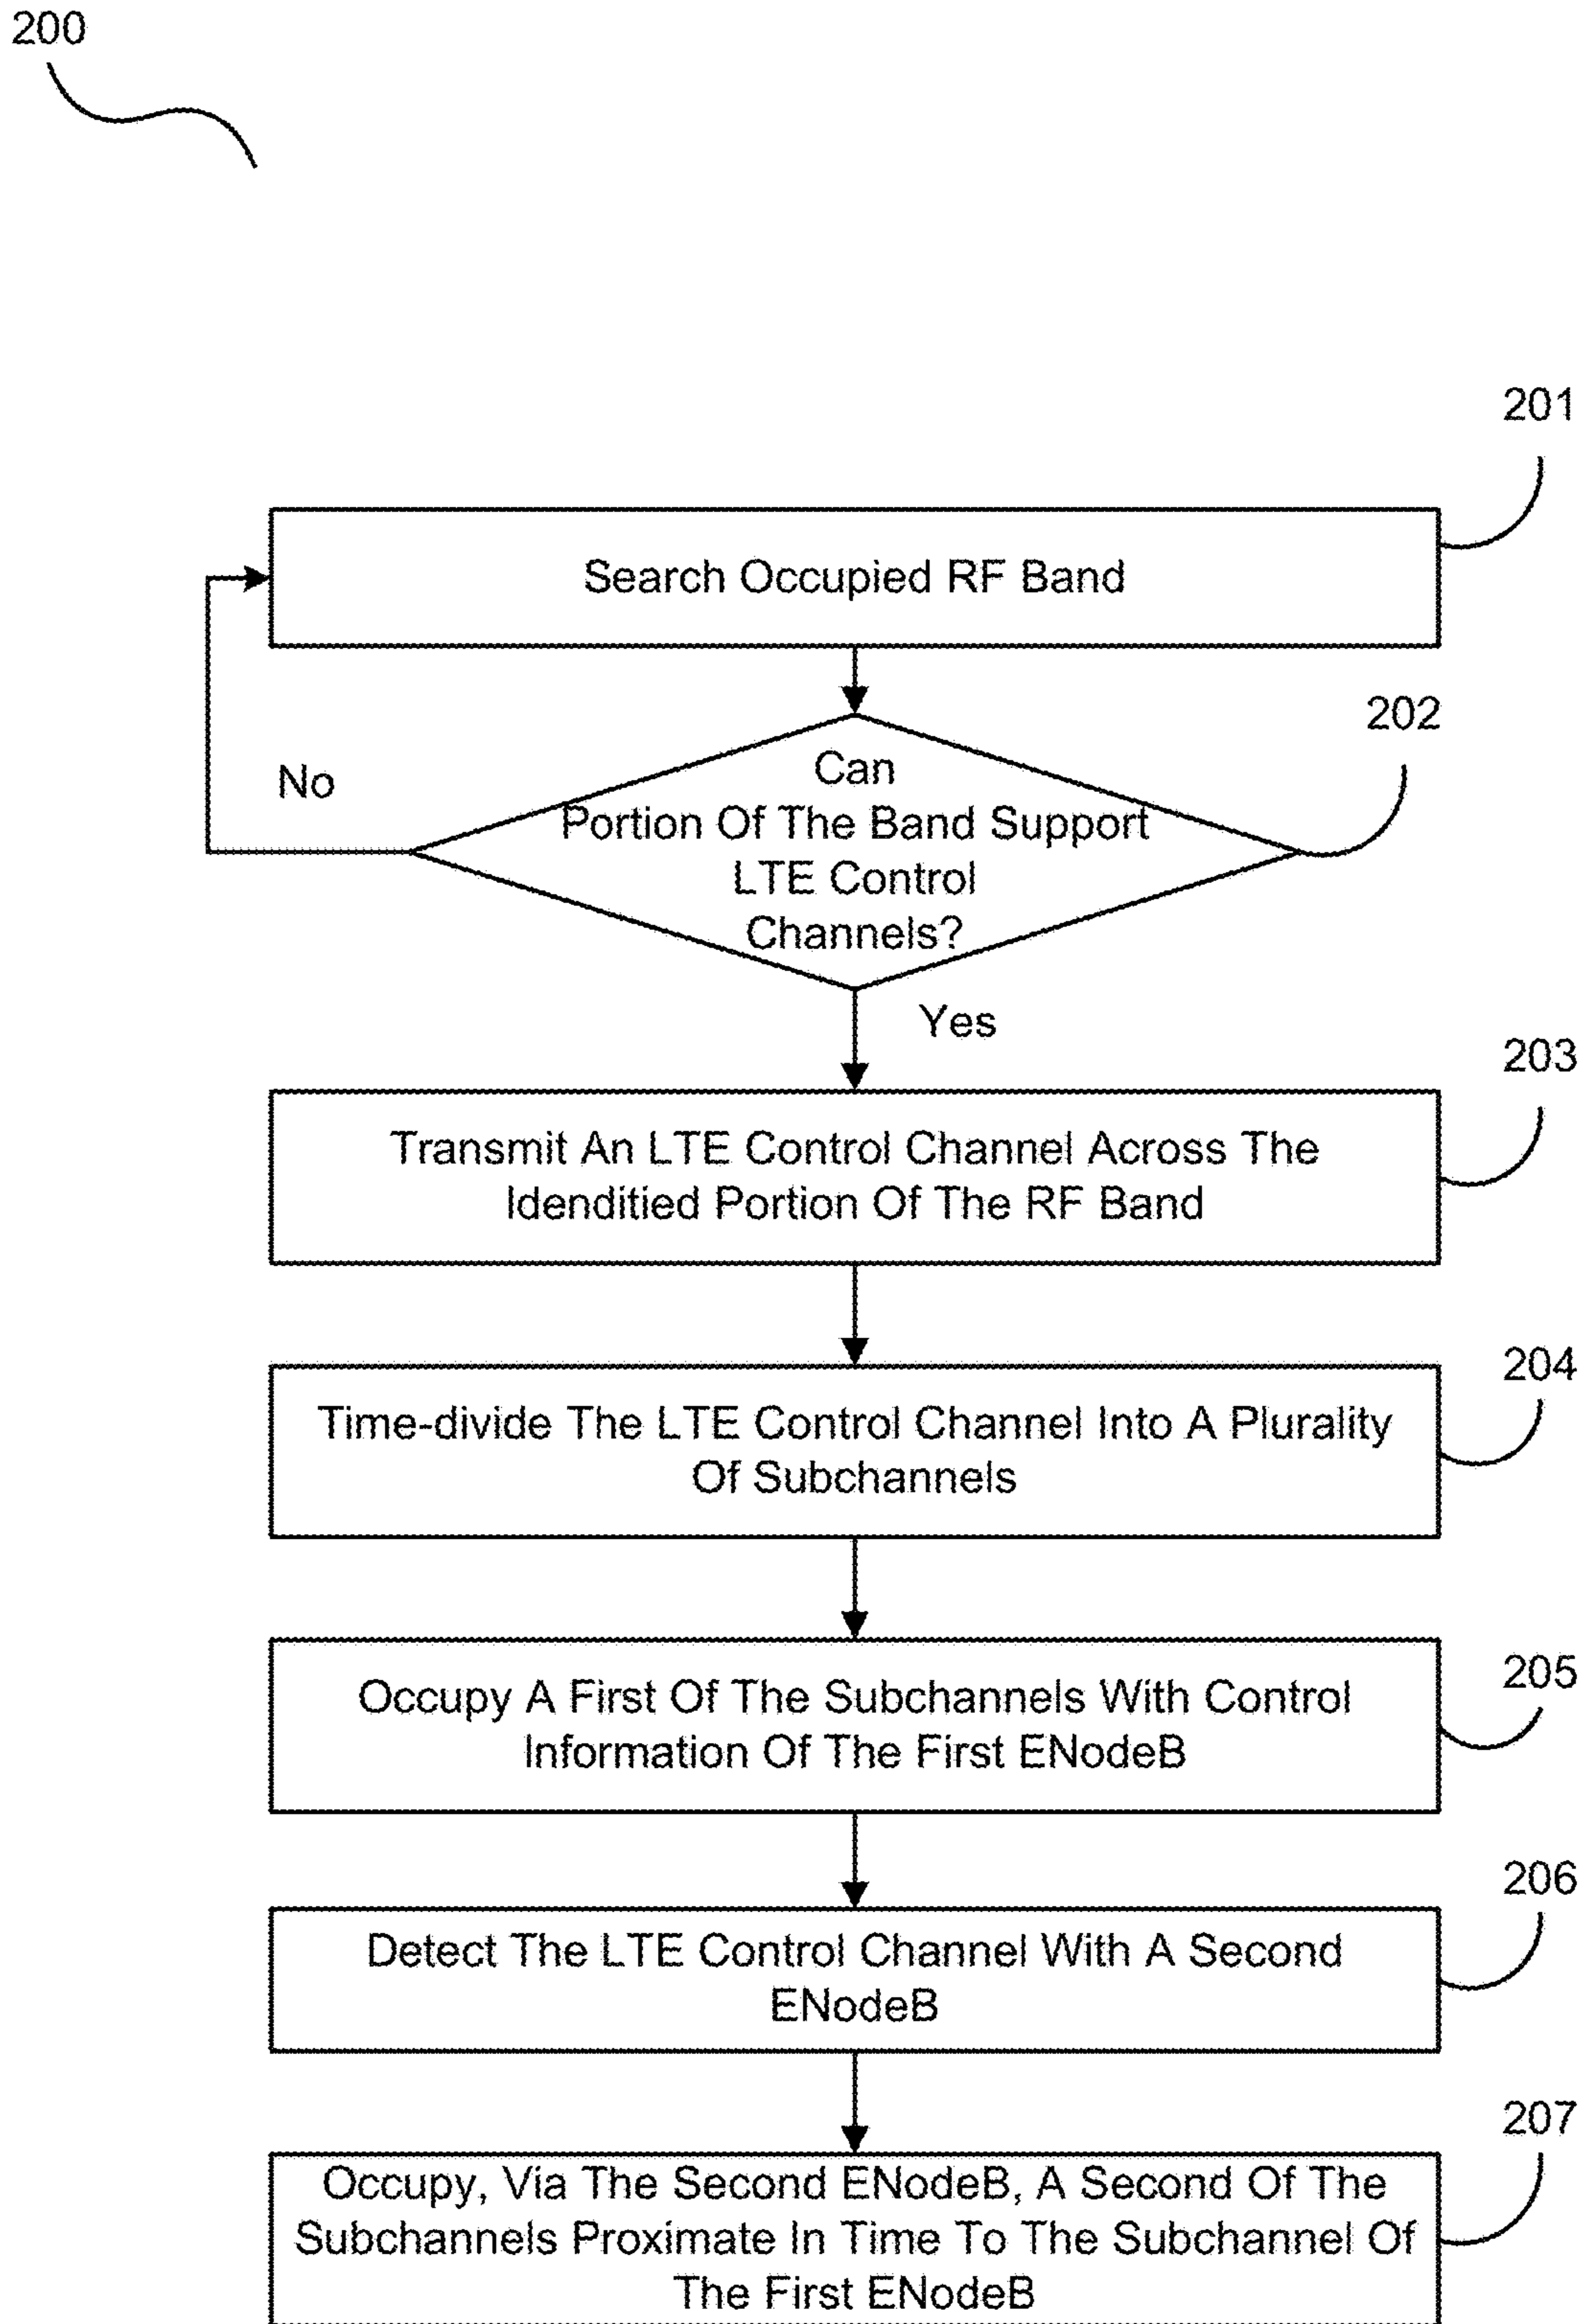 200
201
Search Occupied RF Band
202
No
Can
Portion Of The Band Support
LTE Control
Channels?
Yes
203
Transmit An LTE Control Channel Across The
Idenditied Portion Of The RF Band
204
Time-divide The LTE Control Channel Into A Plurality
Of Subchannels
205
Occupy A First Of The Subchannels With Control
Information Of The First ENodeB
206
Detect The LTE Control Channel With A Second
ENodeB
207
Occupy, Via The Second ENodeB, A Second Of The
Subchannels Proximate In Time To The Subchannel Of
The First ENodeB